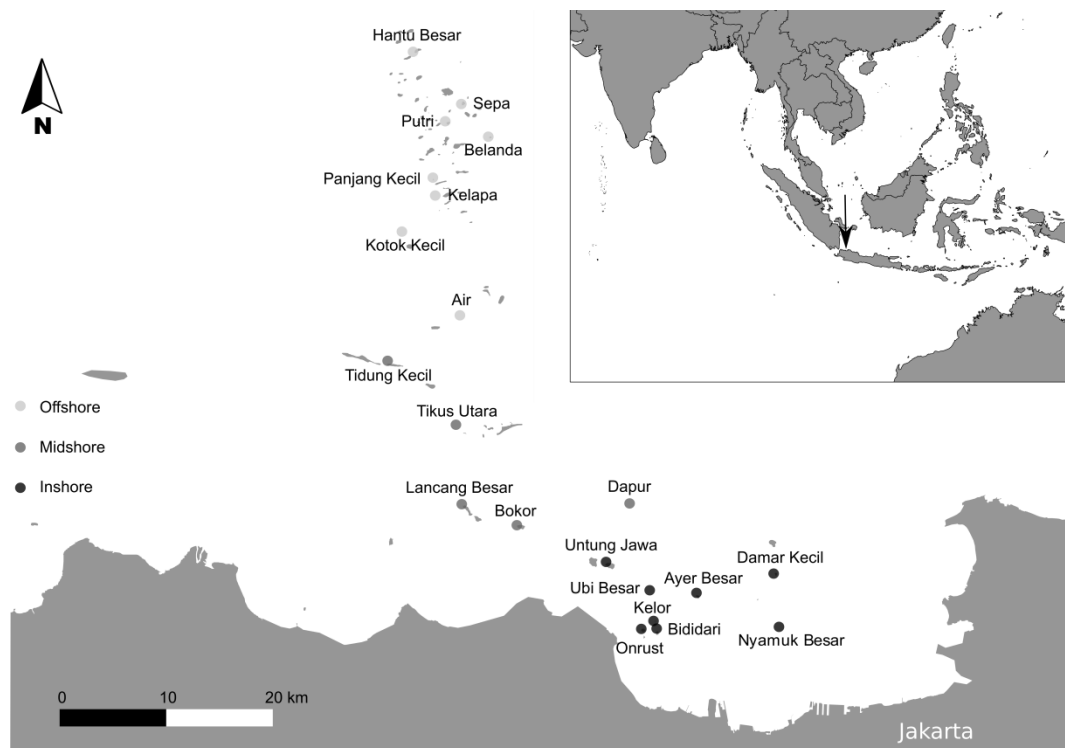 Hantu Besar
N
Sepa
Putri
Belanda
Panjang Kecil
Kelapa
Kotok Kecil
Air
Tidung Kecil
Offshore
Tikus Utara
Midshore
Inshore
Lancang Besar
Dapur
Bokor
Untung Jawa
Damar Kecil
Ayer Besar
Ubi Besar
Kelor
Bididari
Nyamuk Besar
Onrust
0 10 20 km
Jakarta